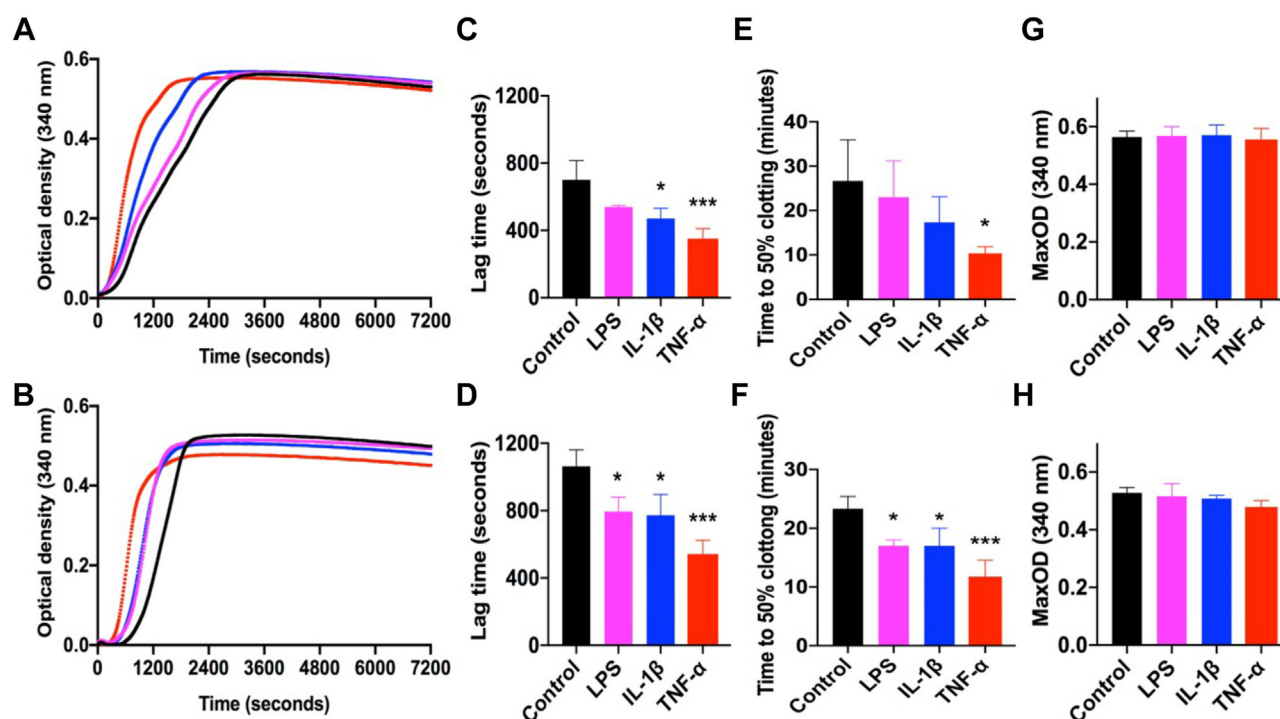 A
Optical density (340 nm)
0.6
0.4
0.2
0.0
0 1200 2400 3600 4800 6000 7200
Time (seconds)
C
Lag time (seconds)
1200
800
400
0
*
***
Control LPS IL-1β TNF-α
E
Time to 50% clotting (minutes)
40
30
20
10
0
*
Control LPS IL-1β TNF-α
G
MaxOD (340 nm)
0.6
0.4
0.2
0.0
Control LPS IL-1β TNF-α
B
Optical density (340 nm)
0.6
0.4
0.2
0.0
0 1200 2400 3600 4800 6000 7200
Time (seconds)
D
Lag time (seconds)
1200
800
400
0
* *
***
Control LPS IL-1β TNF-α
F
Time to 50% clottong (minutes)
30
20
10
0
* *
***
Control LPS IL-1β TNF-α
H
MaxOD (340 nm)
0.6
0.4
0.2
0.0
Control LPS IL-1β TNF-α